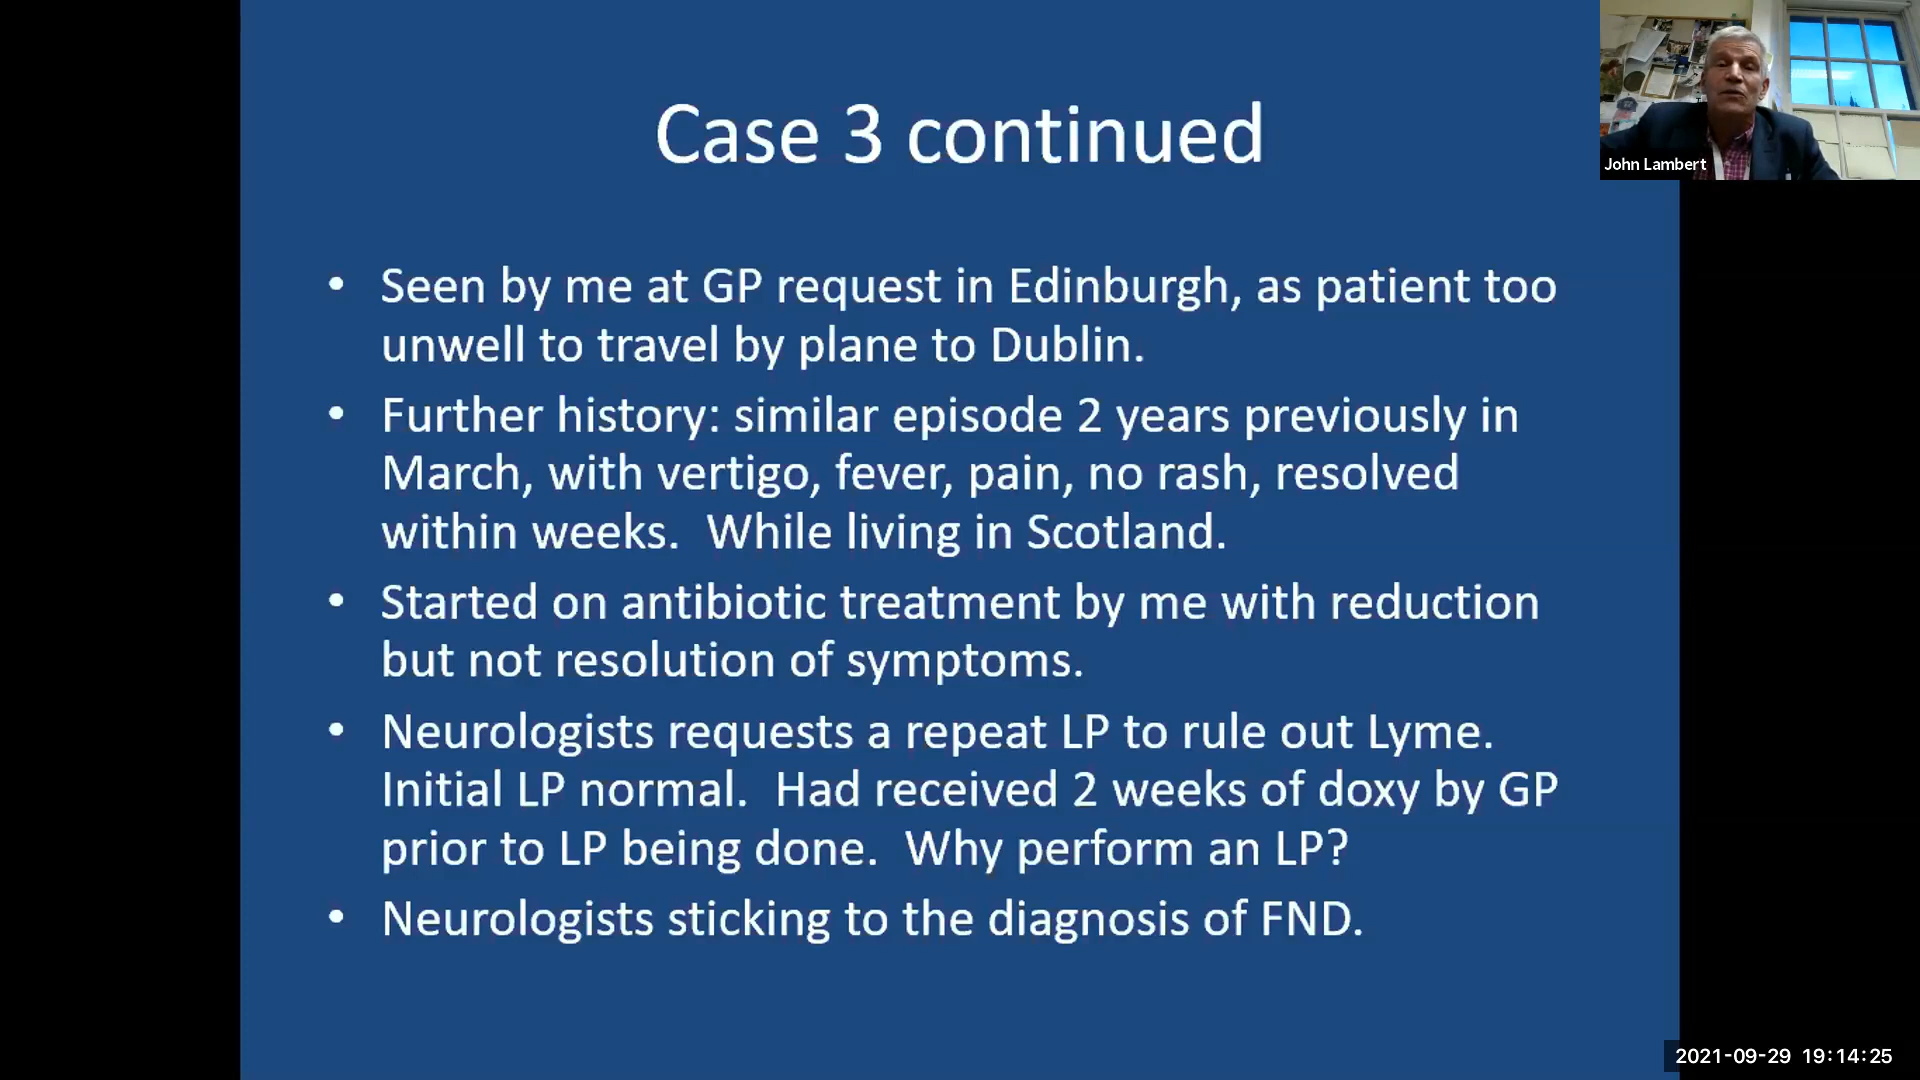 Case 3 continued
John Lambert
• Seen by me at GP request in Edinburgh, as patient too
unwell to travel by plane to Dublin.
• Further history: similar episode 2 years previously in
March, with vertigo, fever, pain, no rash, resolved
within weeks.  While living in Scotland.
• Started on antibiotic treatment by me with reduction
but not resolution of symptoms.
• Neurologists requests a repeat LP to rule out Lyme.
Initial LP normal.  Had received 2 weeks of doxy by GP
prior to LP being done.  Why perform an LP?
• Neurologists sticking to the diagnosis of FND.
2021-09-29 19:14:25